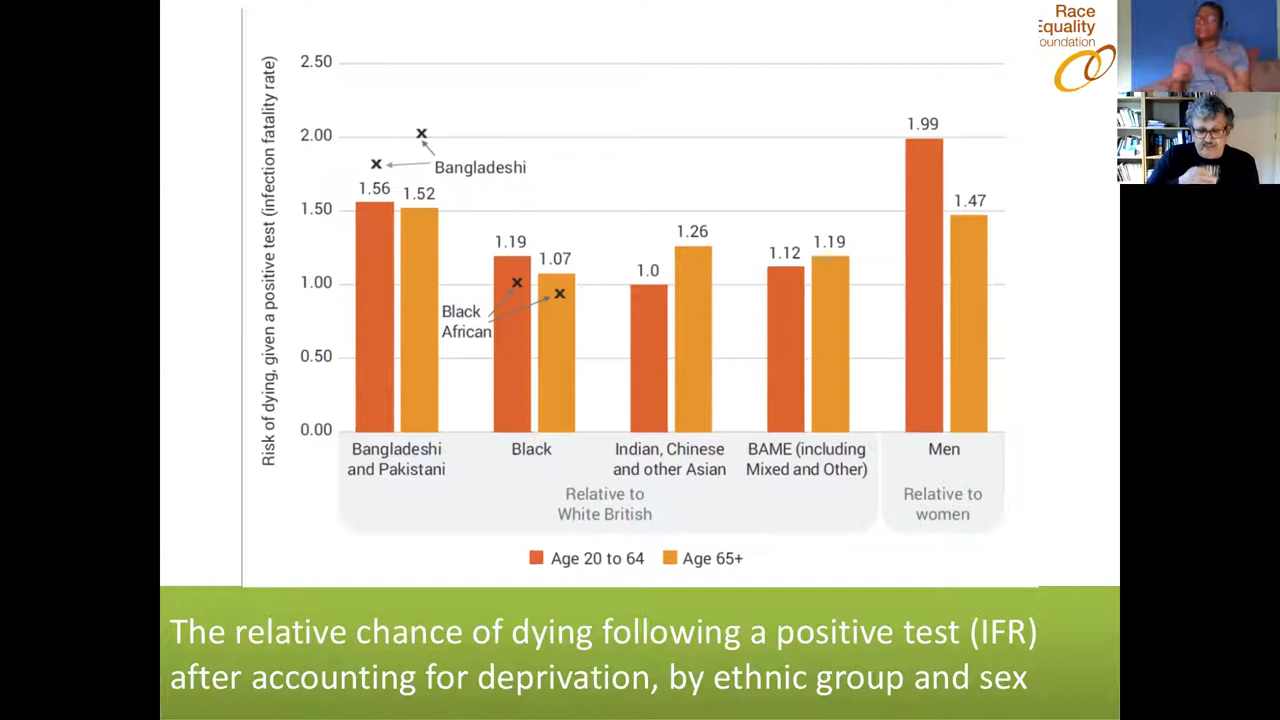 Race
Equality
oundation
Risk of dying, given a positive test (infection fatality rate)
2.50
2.00
1.50
1.00
0.50
0.00
x
x
Bangladeshi
1.56
1.52
1.19
1.07
x
x
Black
African
1.0
1.26
1.12
1.19
1.99
1.47
Bangladeshi
and Pakistani
Black
Indian, Chinese
and other Asian
BAME (including
Mixed and Other)
Men
Relative to
White British
Relative to
women
Age 20 to 64
Age 65+
The relative chance of dying following a positive test (IFR)
after accounting for deprivation, by ethnic group and sex